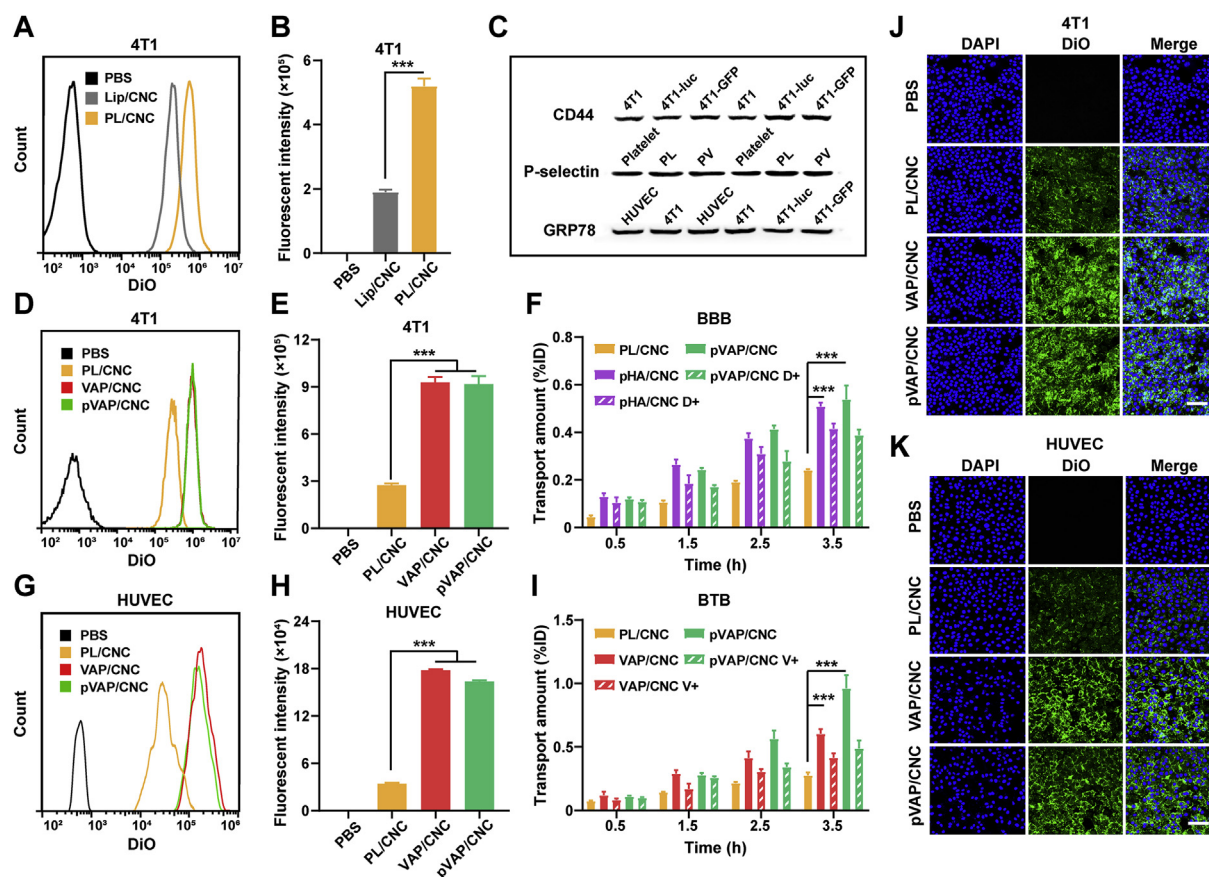 A
4T1
PBS
Lip/CNC
PL/CNC
Count
10² 10³ 10⁴ 10⁵ 10⁶ 10⁷
DiO
B
4T1
Fluorescent intensity (×10⁵)
6
4
2
0
***
PBS
Lip/CNC
PL/CNC
C
4T1 4T1-luc 4T1-GFP 4T1 4T1-luc 4T1-GFP
CD44
Platelet PL PV Platelet PL PV
P-selectin
HUVEC 4T1 HUVEC 4T1 4T1-luc 4T1-GFP
GRP78
D
4T1
PBS
PL/CNC
VAP/CNC
pVAP/CNC
Count
10² 10³ 10⁴ 10⁵ 10⁶ 10⁷
DiO
E
4T1
Fluorescent intensity (×10⁵)
12
9
6
3
0
***
PBS
PL/CNC
VAP/CNC
pVAP/CNC
F
BBB
Transport amount (%ID)
0.8
0.6
0.4
0.2
0
PL/CNC
pHA/CNC
pHA/CNC D+
pVAP/CNC
pVAP/CNC D+
***
***
0.5 1.5 2.5 3.5
Time (h)
G
HUVEC
PBS
PL/CNC
VAP/CNC
pVAP/CNC
Count
10² 10³ 10⁴ 10⁵ 10⁶
DiO
H
HUVEC
Fluorescent intensity (×10⁴)
24
18
12
6
0
***
PBS
PL/CNC
VAP/CNC
pVAP/CNC
I
BTB
Transport amount (%ID)
1.5
1.0
0.5
0
PL/CNC
VAP/CNC
VAP/CNC V+
pVAP/CNC
pVAP/CNC V+
***
***
0.5 1.5 2.5 3.5
Time (h)
J
4T1
DAPI DiO Merge
PBS
PL/CNC
VAP/CNC
pVAP/CNC
K
HUVEC
DAPI DiO Merge
PBS
PL/CNC
VAP/CNC
pVAP/CNC